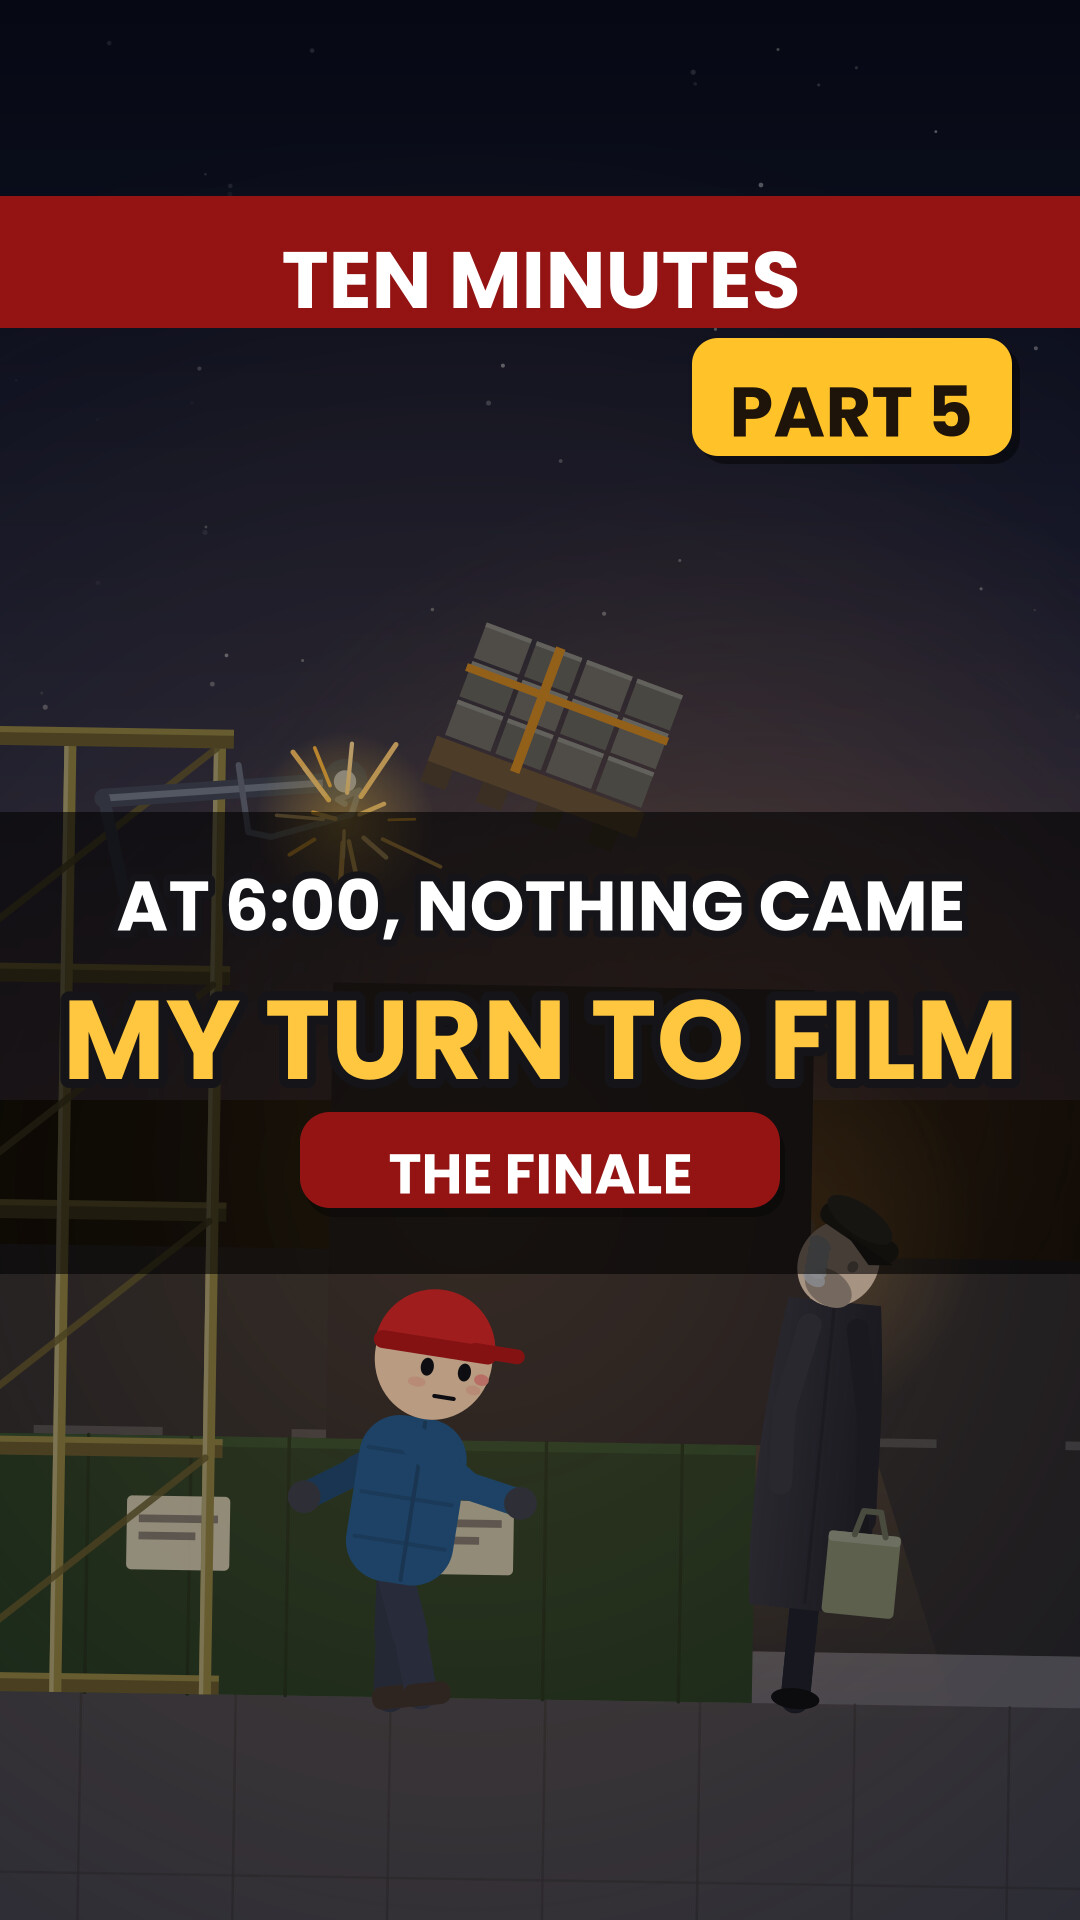 TEN MINUTES
PART 5
AT 6:00, NOTHING CAME
MY TURN TO FILM
THE FINALE